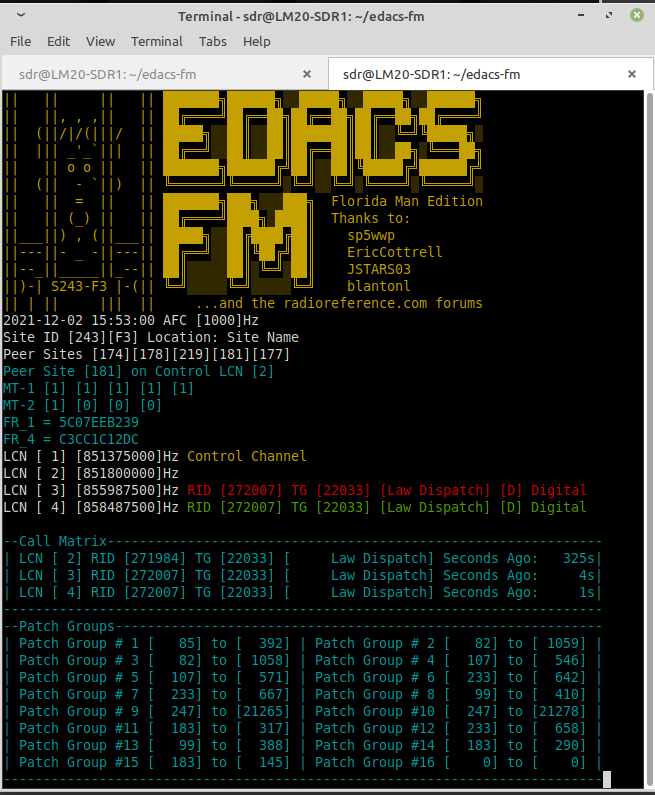 Terminal - sdr@LM20-SDR1: ~/edacs-fm
File Edit View Terminal Tabs Help
sdr@LM20-SDR1: ~/edacs-fm
sdr@LM20-SDR1: ~/edacs-fm
EDACS
FM
Florida Man Edition
Thanks to:
sp5wwp
EricCottrell
JSTARS03
blantonl
S243-F3
...and the radioreference.com forums
2021-12-02 15:53:00 AFC [1000]Hz
Site ID [243][F3] Location: Site Name
Peer Sites [174][178][219][181][177]
Peer Site [181] on Control LCN [2]
MT-1 [1] [1] [1] [1] [1]
MT-2 [1] [0] [0] [0]
FR_1 = 5C07EEB239
FR_4 = C3CC1C12DC
LCN [ 1] [851375000]Hz Control Channel
LCN [ 2] [851800000]Hz
LCN [ 3] [855987500]Hz RID [272007] TG [22033] [Law Dispatch] [D] Digital
LCN [ 4] [858487500]Hz RID [272007] TG [22033] [Law Dispatch] [D] Digital
--Call Matrix--------------------------------------------------------------
| LCN [ 2] RID [271984] TG [22033] [     Law Dispatch] Seconds Ago:   325s|
| LCN [ 3] RID [272007] TG [22033] [     Law Dispatch] Seconds Ago:     4s|
| LCN [ 4] RID [272007] TG [22033] [     Law Dispatch] Seconds Ago:     1s|
---------------------------------------------------------------------------
--Patch Groups-------------------------------------------------------------
| Patch Group # 1 [   85] to [  392] | Patch Group # 2 [   82] to [ 1059] |
| Patch Group # 3 [   82] to [ 1058] | Patch Group # 4 [  107] to [  546] |
| Patch Group # 5 [  107] to [  571] | Patch Group # 6 [  233] to [  642] |
| Patch Group # 7 [  233] to [  667] | Patch Group # 8 [   99] to [  410] |
| Patch Group # 9 [  247] to [21265] | Patch Group #10 [  247] to [21278] |
| Patch Group #11 [  183] to [  317] | Patch Group #12 [  233] to [  658] |
| Patch Group #13 [   99] to [  388] | Patch Group #14 [  183] to [  290] |
| Patch Group #15 [  183] to [  145] | Patch Group #16 [    0] to [    0] |
---------------------------------------------------------------------------